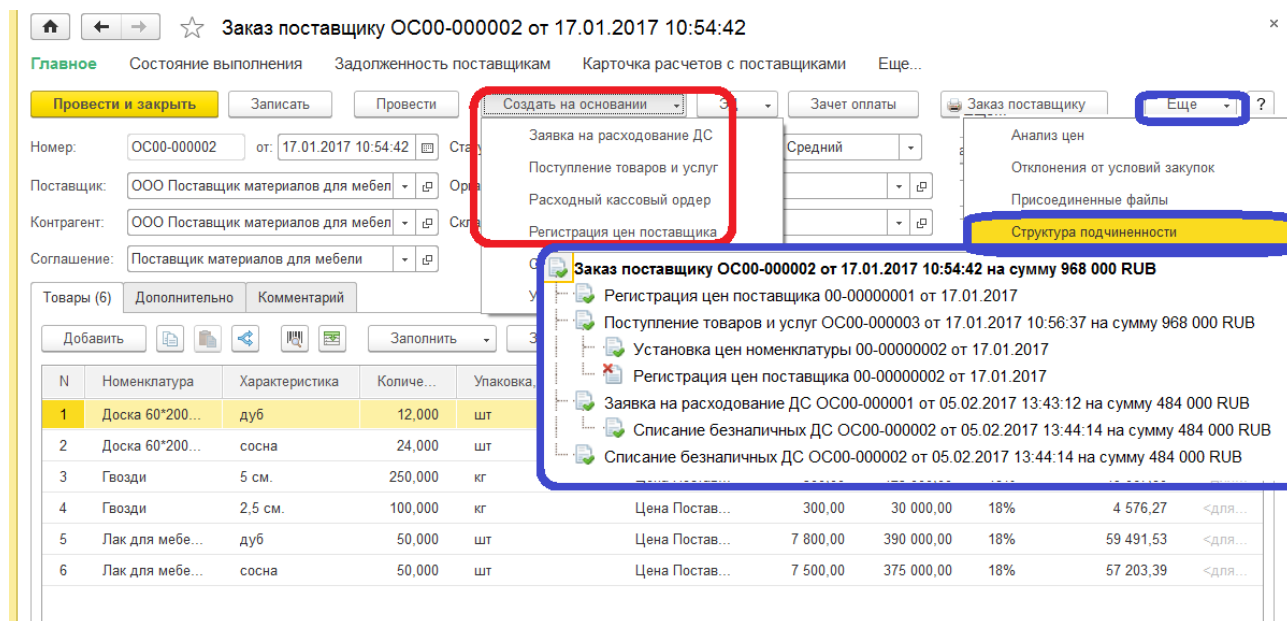 Заказ поставщику ОС00-000002 от 17.01.2017 10:54:42
Главное Состояние выполнения Задолженность поставщикам Карточка расчетов с поставщиками Еще...
Провести и закрыть Записать Провести Создать на основании ЭД Зачет оплаты Заказ поставщику Еще ?
Заявка на расходование ДС
Поступление товаров и услуг
Расходный кассовый ордер
Регистрация цен поставщика
Анализ цен
Отклонения от условий закупок
Присоединенные файлы
Структура подчиненности
Номер: ОС00-000002 от: 17.01.2017 10:54:42 Средний
Поставщик: ООО Поставщик материалов для мебел
Контрагент: ООО Поставщик материалов для мебел
Соглашение: Поставщик материалов для мебели
Заказ поставщику ОС00-000002 от 17.01.2017 10:54:42 на сумму 968 000 RUB
Регистрация цен поставщика 00-00000001 от 17.01.2017
Поступление товаров и услуг ОС00-000003 от 17.01.2017 10:56:37 на сумму 968 000 RUB
Установка цен номенклатуры 00-00000002 от 17.01.2017
Регистрация цен поставщика 00-00000002 от 17.01.2017
Заявка на расходование ДС ОС00-000001 от 05.02.2017 13:43:12 на сумму 484 000 RUB
Списание безналичных ДС ОС00-000002 от 05.02.2017 13:44:14 на сумму 484 000 RUB
Списание безналичных ДС ОС00-000002 от 05.02.2017 13:44:14 на сумму 484 000 RUB
Товары (6) Дополнительно Комментарий
Добавить Заполнить
N Номенклатура Характеристика Количе... Упаковка,
1 Доска 60*200... дуб 12,000 шт
2 Доска 60*200... сосна 24,000 шт
3 Гвозди 5 см. 250,000 кг
4 Гвозди 2,5 см. 100,000 кг Цена Постав... 300,00 30 000,00 18% 4 576,27 <для...
5 Лак для мебе... дуб 50,000 шт Цена Постав... 7 800,00 390 000,00 18% 59 491,53 <для...
6 Лак для мебе... сосна 50,000 шт Цена Постав... 7 500,00 375 000,00 18% 57 203,39 <для...